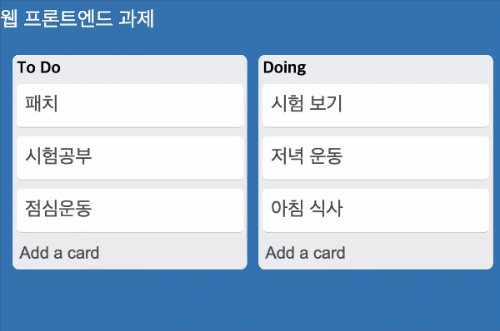 웹 프론트엔드 과제
To Do
패치
시험공부
점심운동
Add a card
Doing
시험 보기
저녁 운동
아침 식사
Add a card